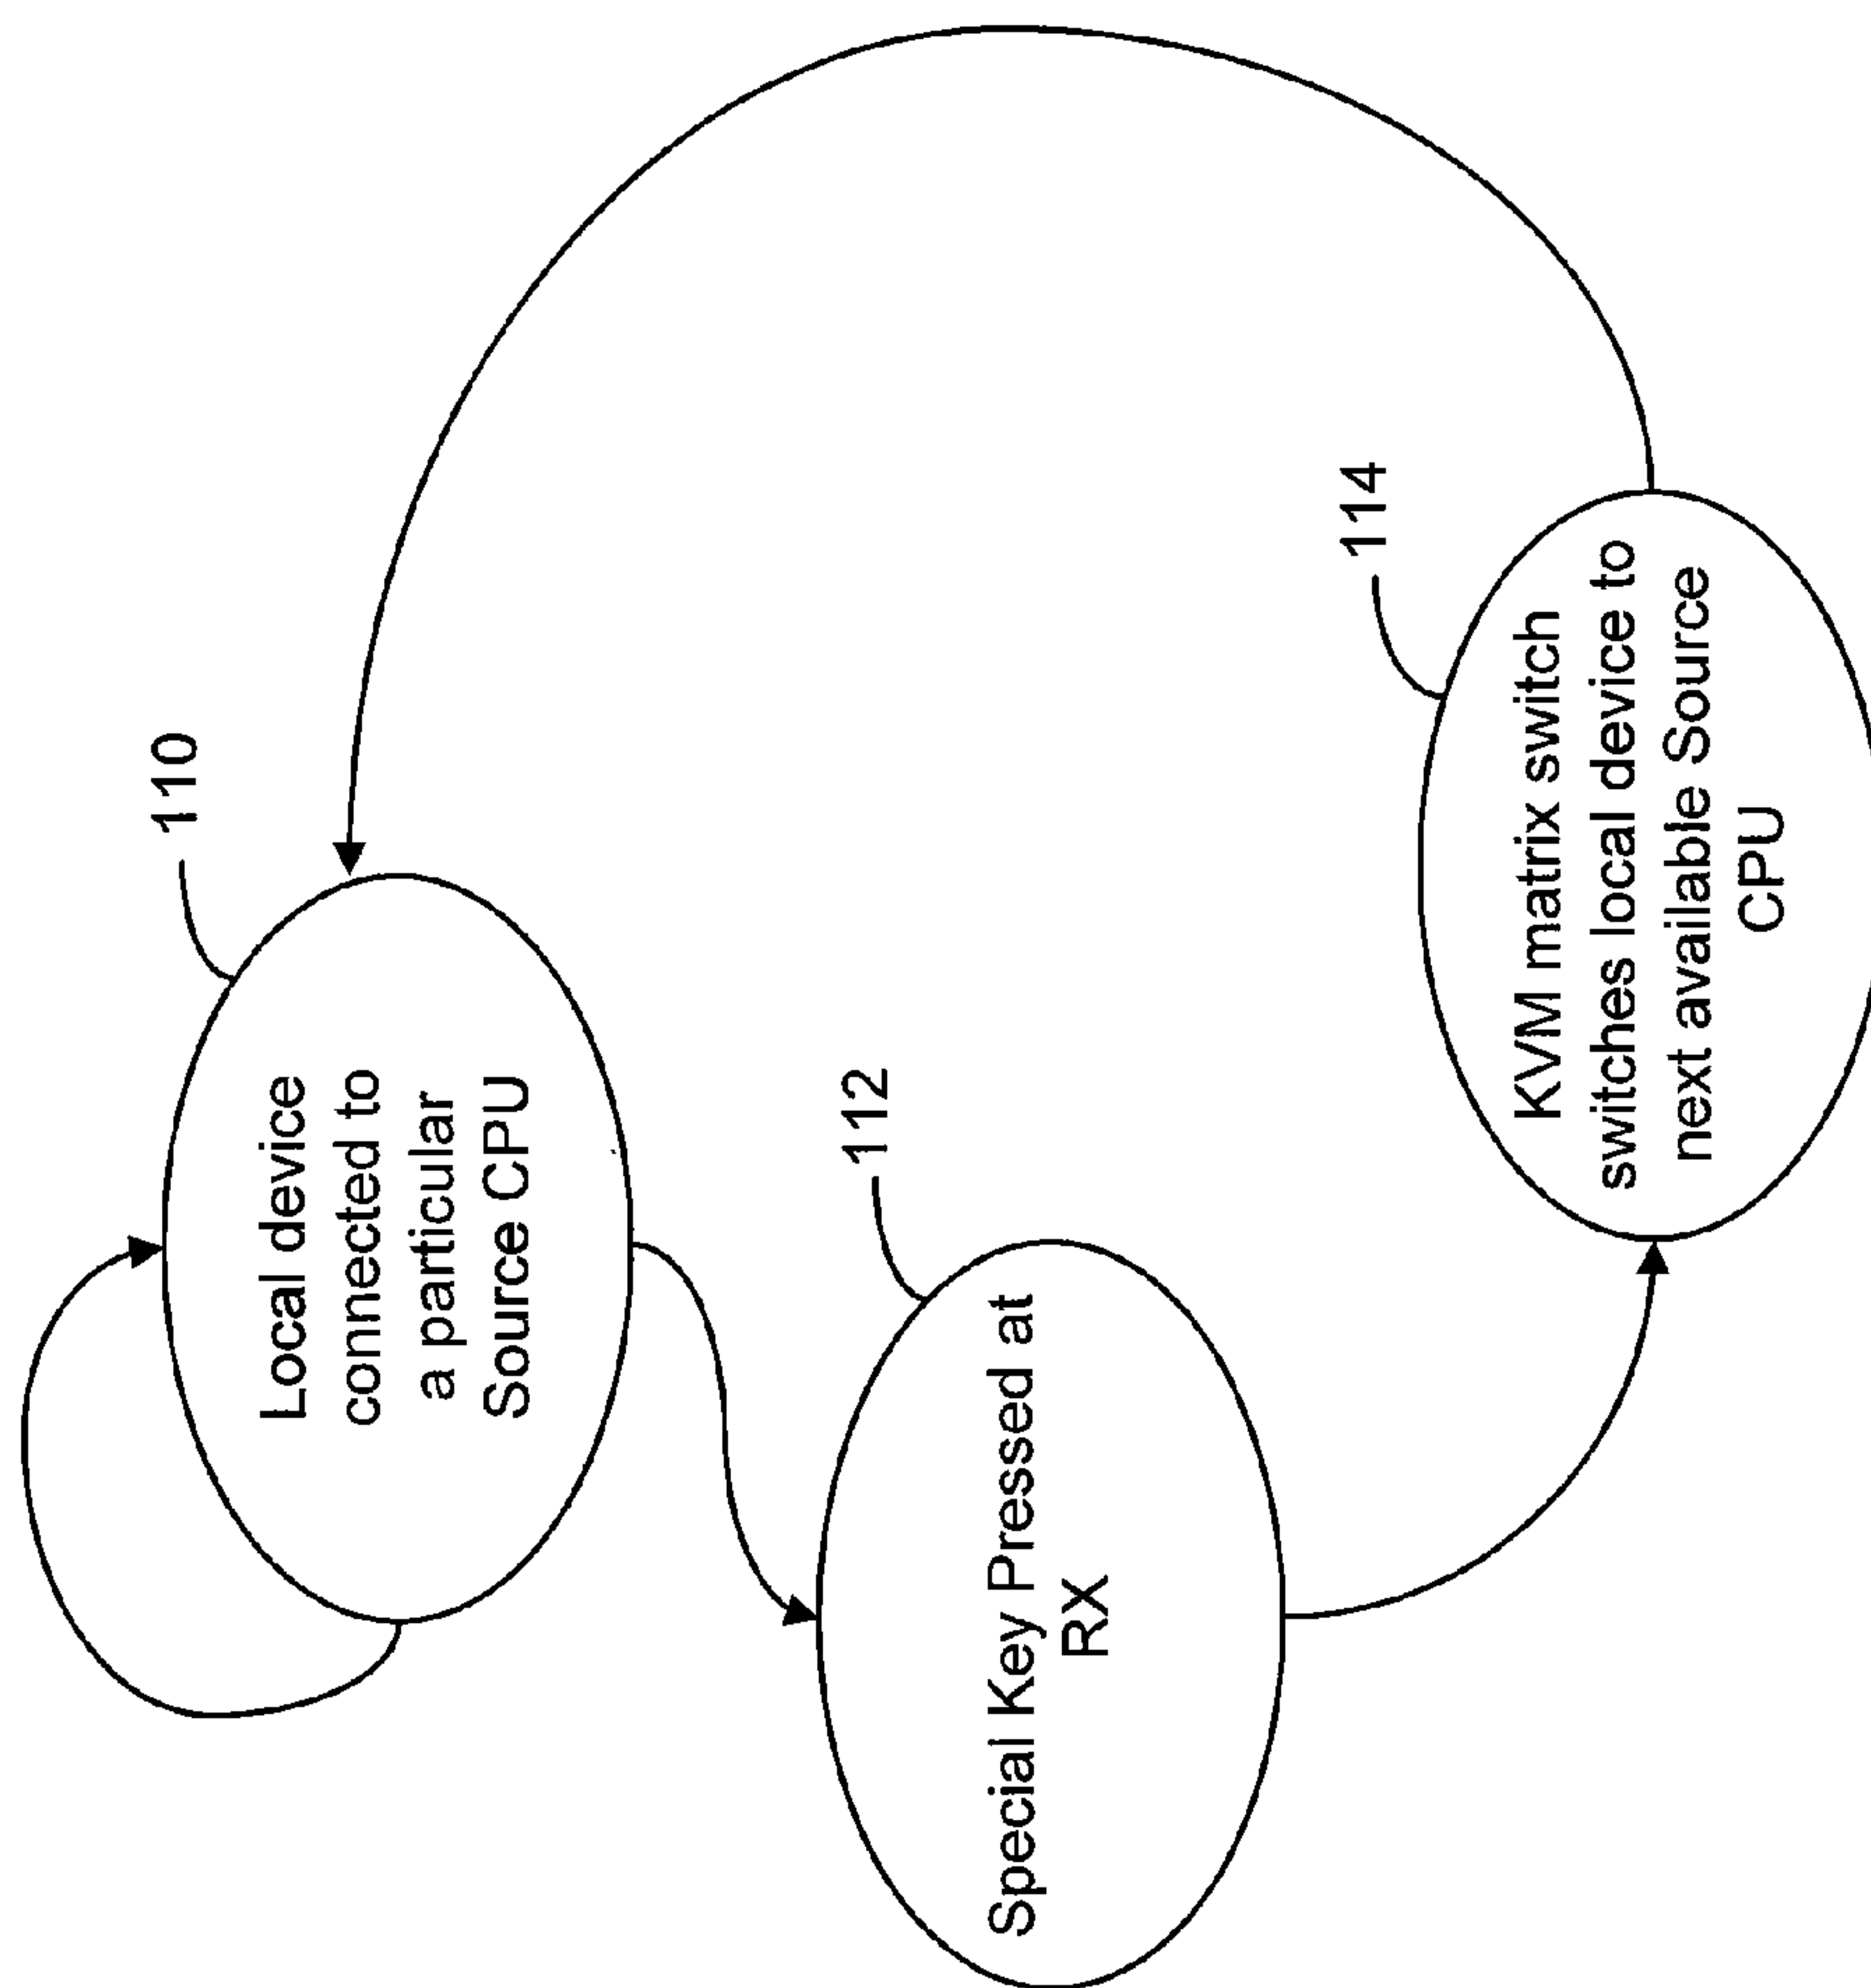 110
Local device
connected to
a particular
Source CPU
112
Special Key Pressed at
RX
114
KVM matrix switch
switches local device to
next available Source
CPU